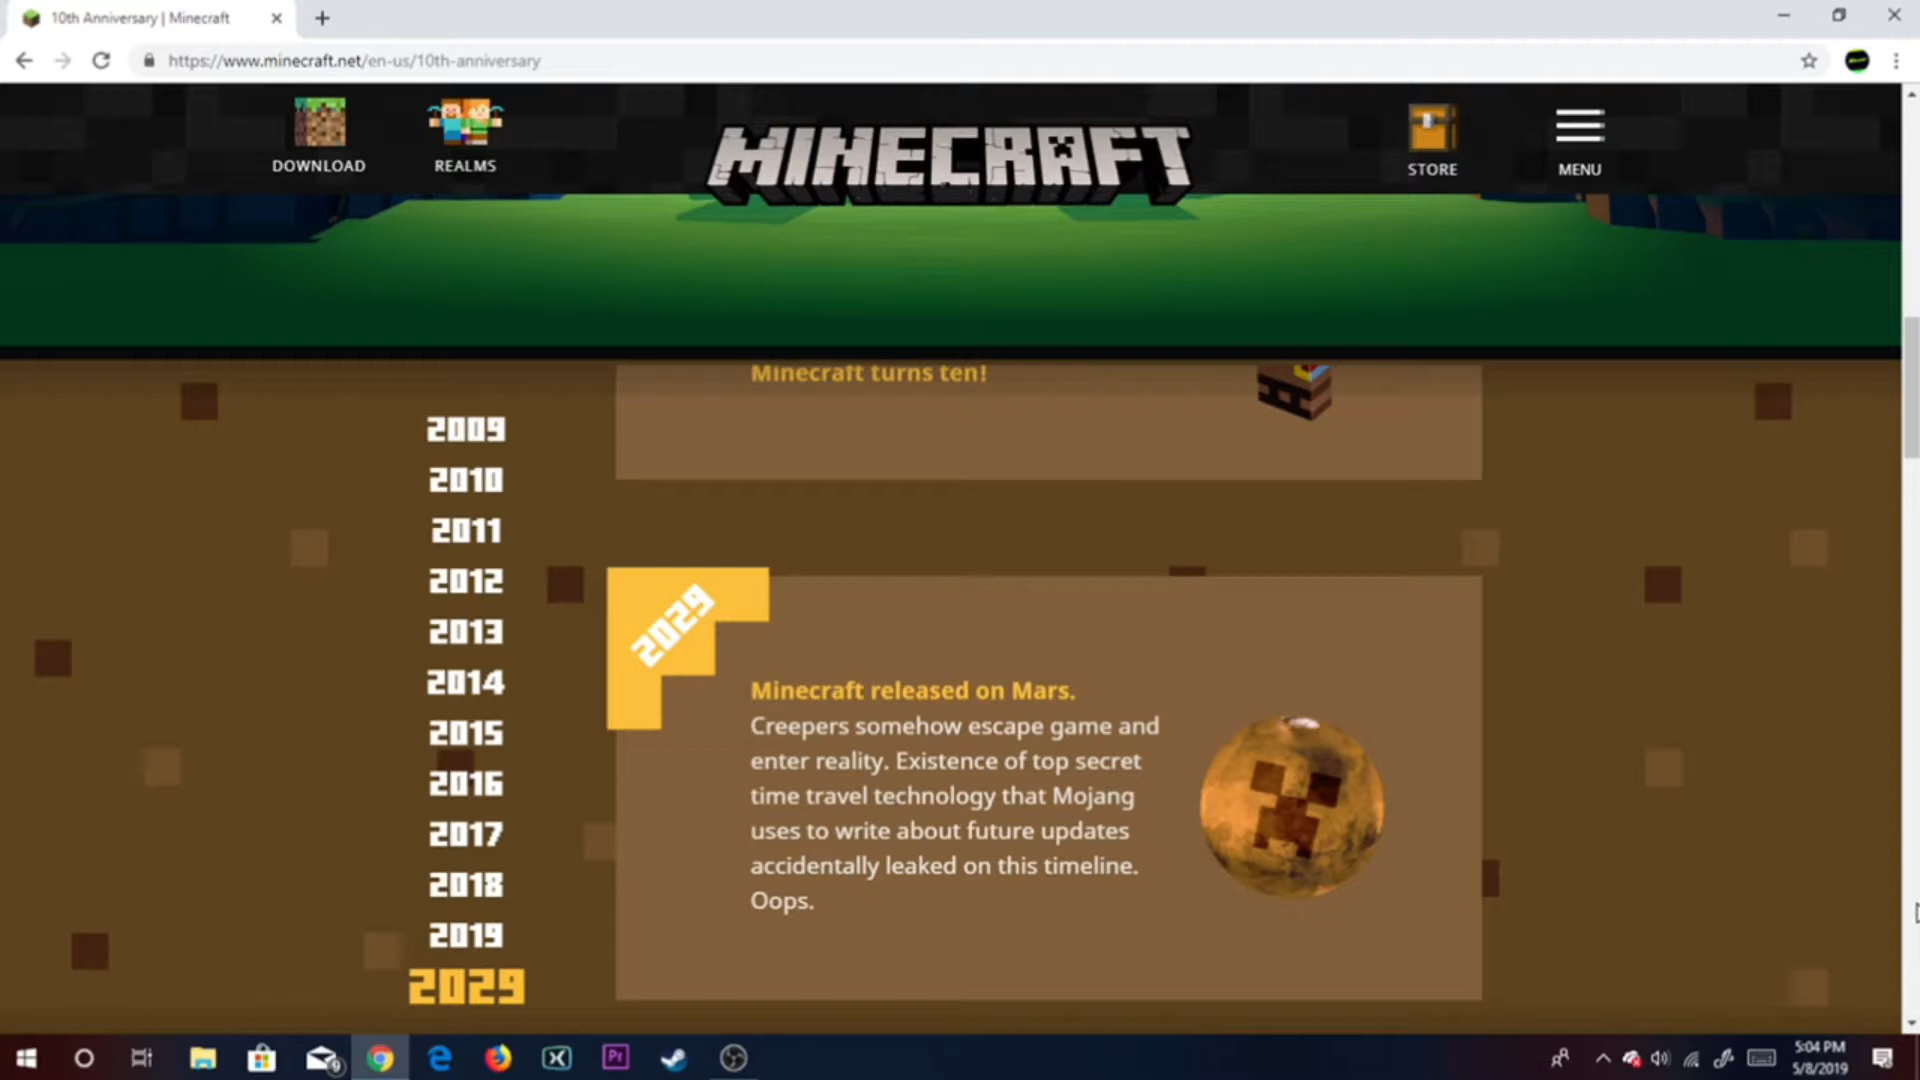 10th Anniversary | Minecraft
https://www.minecraft.net/en-us/10th-anniversary
DOWNLOAD
REALMS
MINECRAFT
STORE
MENU
Minecraft turns ten!
2009
2010
2011
2012
2013
2014
2015
2016
2017
2018
2019
2029
2029
Minecraft released on Mars.
Creepers somehow escape game and
enter reality. Existence of top secret
time travel technology that Mojang
uses to write about future updates
accidentally leaked on this timeline.
Oops.
9
Pr
5:04 PM
5/8/2019